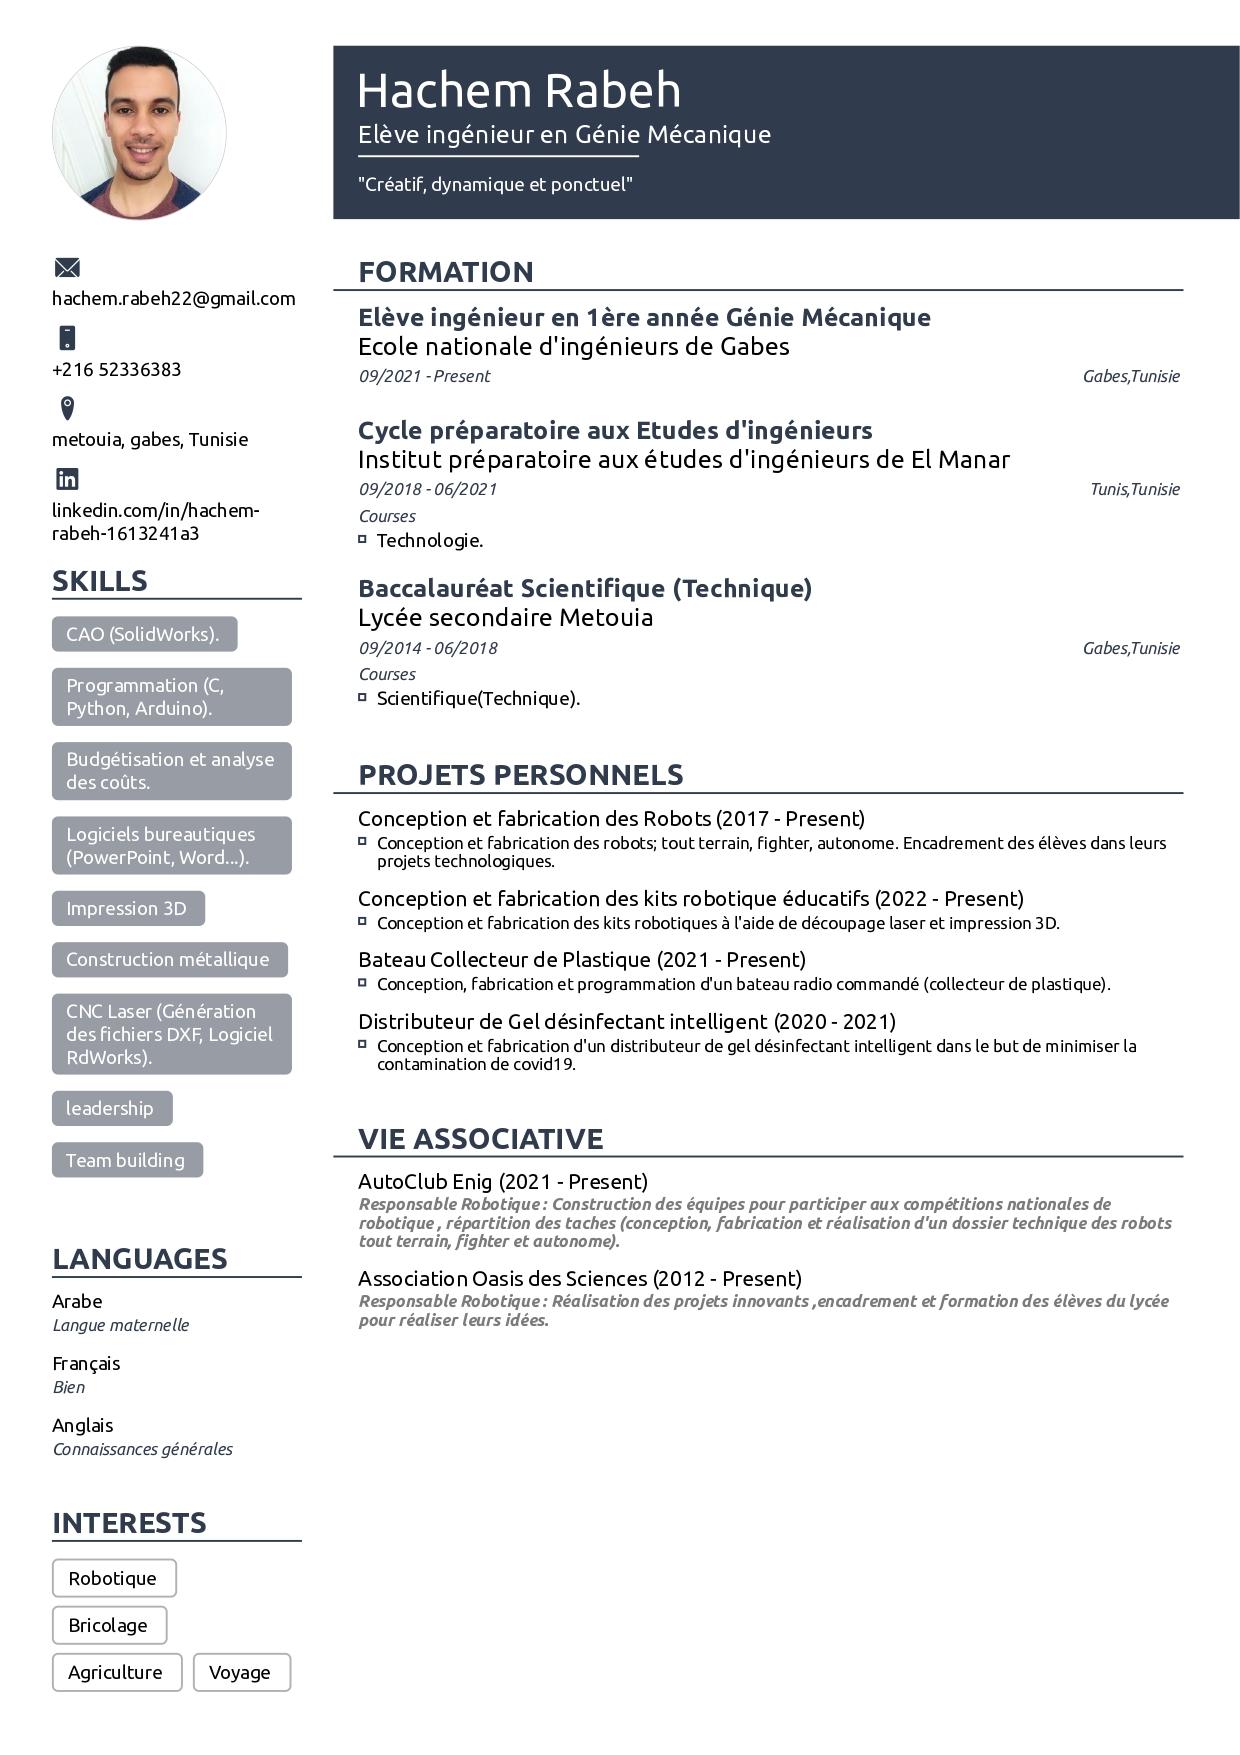 Hachem Rabeh
Elève ingénieur en Génie Mécanique
"Créatif, dynamique et ponctuel"
hachem.rabeh22@gmail.com
+216 52336383
metouia, gabes, Tunisie
linkedin.com/in/hachem-
rabeh-1613241a3
SKILLS
CAO (SolidWorks).
Programmation (C,
Python, Arduino).
Budgétisation et analyse
des coûts.
Logiciels bureautiques
(PowerPoint, Word...).
Impression 3D
Construction métallique
CNC Laser (Génération
des fichiers DXF, Logiciel
RdWorks).
leadership
Team building
LANGUAGES
Arabe
Langue maternelle
Français
Bien
Anglais
Connaissances générales
INTERESTS
Robotique
Bricolage
Agriculture Voyage
FORMATION
Elève ingénieur en 1ère année Génie Mécanique
Ecole nationale d'ingénieurs de Gabes
09/2021 - Present Gabes,Tunisie
Cycle préparatoire aux Etudes d'ingénieurs
Institut préparatoire aux études d'ingénieurs de El Manar
09/2018 - 06/2021 Tunis,Tunisie
Courses
Technologie.
Baccalauréat Scientifique (Technique)
Lycée secondaire Metouia
09/2014 - 06/2018 Gabes,Tunisie
Courses
Scientifique(Technique).
PROJETS PERSONNELS
Conception et fabrication des Robots (2017 - Present)
Conception et fabrication des robots; tout terrain, fighter, autonome. Encadrement des élèves dans leurs
projets technologiques.
Conception et fabrication des kits robotique éducatifs (2022 - Present)
Conception et fabrication des kits robotiques à l'aide de découpage laser et impression 3D.
Bateau Collecteur de Plastique (2021 - Present)
Conception, fabrication et programmation d'un bateau radio commandé (collecteur de plastique).
Distributeur de Gel désinfectant intelligent (2020 - 2021)
Conception et fabrication d'un distributeur de gel désinfectant intelligent dans le but de minimiser la
contamination de covid19.
VIE ASSOCIATIVE
AutoClub Enig (2021 - Present)
Responsable Robotique : Construction des équipes pour participer aux compétitions nationales de
robotique , répartition des taches (conception, fabrication et réalisation d'un dossier technique des robots
tout terrain, fighter et autonome).
Association Oasis des Sciences (2012 - Present)
Responsable Robotique : Réalisation des projets innovants ,encadrement et formation des élèves du lycée
pour réaliser leurs idées.